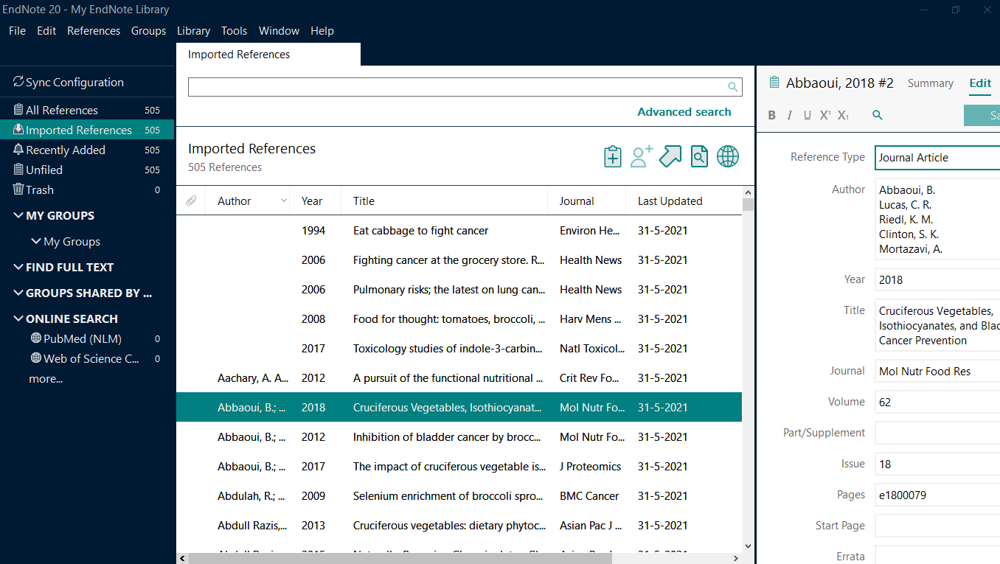 EndNote 20 - My EndNote Library
File Edit References Groups Library Tools Window Help
Imported References
Sync Configuration
All References 505
Imported References 505
Recently Added 505
Unfiled 505
Trash 0
MY GROUPS
My Groups
FIND FULL TEXT
GROUPS SHARED BY ...
ONLINE SEARCH
PubMed (NLM) 0
Web of Science C... 0
more...
Advanced search
Imported References
505 References
Author Year Title Journal Last Updated
1994 Eat cabbage to fight cancer Environ He... 31-5-2021
2006 Fighting cancer at the grocery store. R... Health News 31-5-2021
2006 Pulmonary risks; the latest on lung can... Health News 31-5-2021
2008 Food for thought: tomatoes, broccoli, ... Harv Mens ... 31-5-2021
2017 Toxicology studies of indole-3-carbin... Natl Toxicol... 31-5-2021
Aachary, A. A... 2012 A pursuit of the functional nutritional ... Crit Rev Fo... 31-5-2021
Abbaoui, B.; ... 2018 Cruciferous Vegetables, Isothiocyanat... Mol Nutr Fo... 31-5-2021
Abbaoui, B.; ... 2012 Inhibition of bladder cancer by brocc... Mol Nutr Fo... 31-5-2021
Abbaoui, B.; ... 2017 The impact of cruciferous vegetable is... J Proteomics 31-5-2021
Abdulah, R.; ... 2009 Selenium enrichment of broccoli spro... BMC Cancer 31-5-2021
Abdull Razis,... 2013 Cruciferous vegetables: dietary phytoc... Asian Pac J ... 31-5-2021
Abbaoui, 2018 #2 Summary Edit
B I U X¹ X₁ Sa
Reference Type Journal Article
Author Abbaoui, B.
Lucas, C. R.
Riedl, K. M.
Clinton, S. K.
Mortazavi, A.
Year 2018
Title Cruciferous Vegetables,
Isothiocyanates, and Blad
Cancer Prevention
Journal Mol Nutr Food Res
Volume 62
Part/Supplement
Issue 18
Pages e1800079
Start Page
Errata